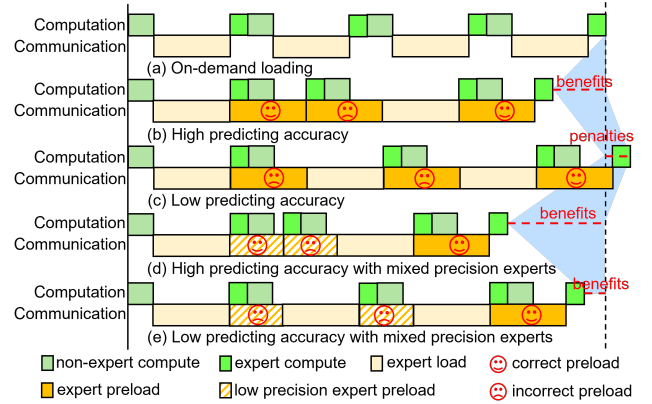 Computation
Communication
(a) On-demand loading
Computation
benefits
Communication
(b) High predicting accuracy
penalties
Computation
Communication
(c) Low predicting accuracy
Computation
benefits
Communication
(d) High predicting accuracy with mixed precision experts
Computation
benefits
Communication
(e) Low predicting accuracy with mixed precision experts
non-expert compute expert compute expert load correct preload
expert preload low precision expert preload incorrect preload